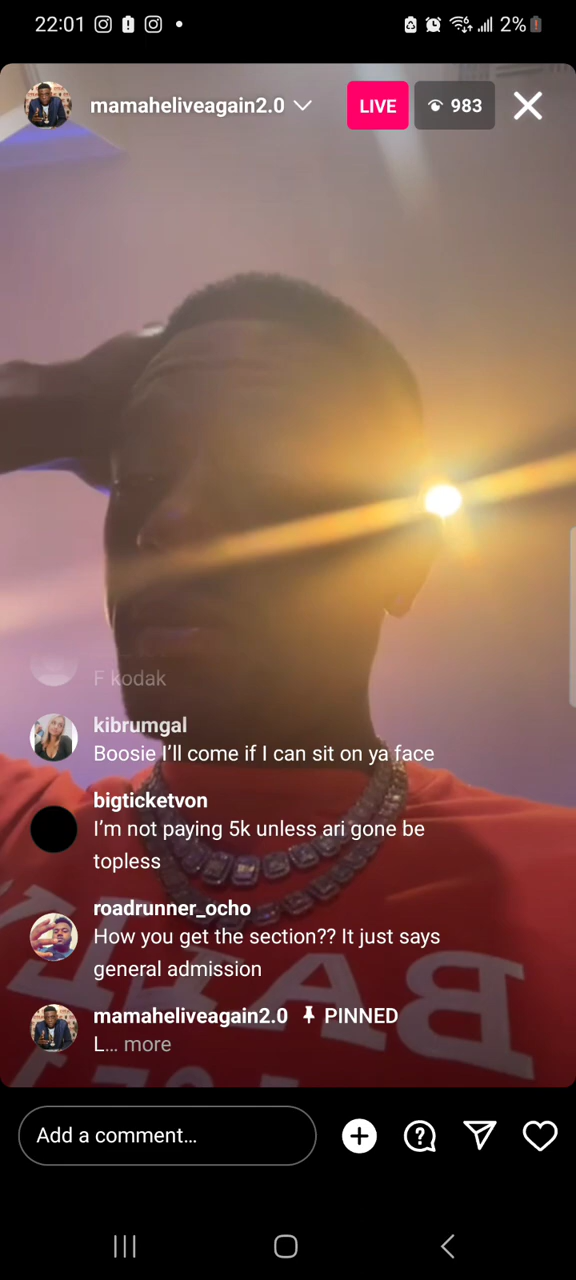 22:01 2%
mamaheliveagain2.0 LIVE 983
F kodak
kibrumgal
Boosie I’ll come if I can sit on ya face
bigticketvon
I’m not paying 5k unless ari gone be
topless
roadrunner_ocho
How you get the section?? It just says
general admission
mamaheliveagain2.0 PINNED
L... more
Add a comment...